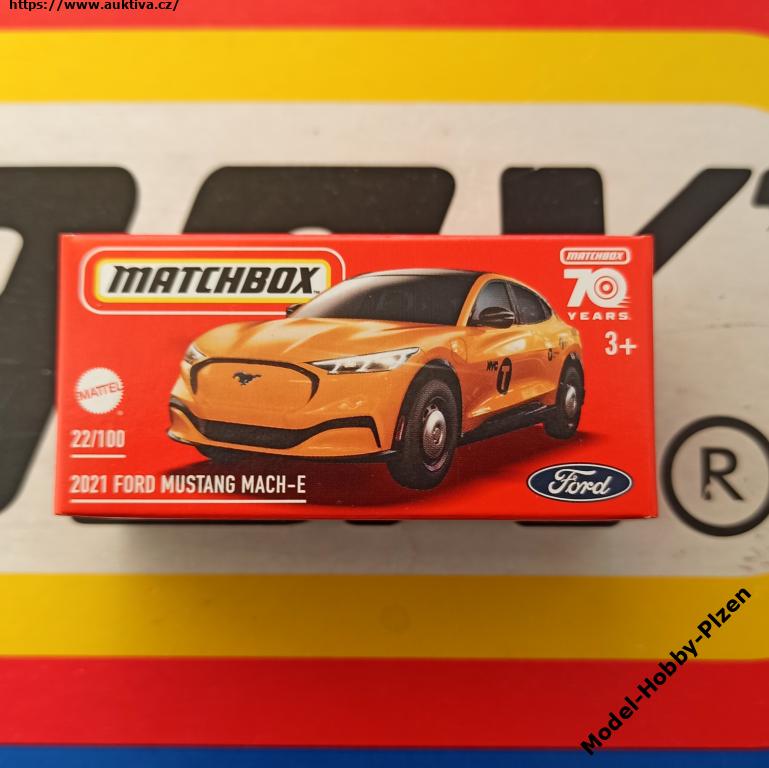 https://www.auktiva.cz/
MATCHBOX
MATCHBOX
70
YEARS
3+
NYC
T
MATTEL
22/100
2021 FORD MUSTANG MACH-E
Ford
®
Model-Hobby-Plzen